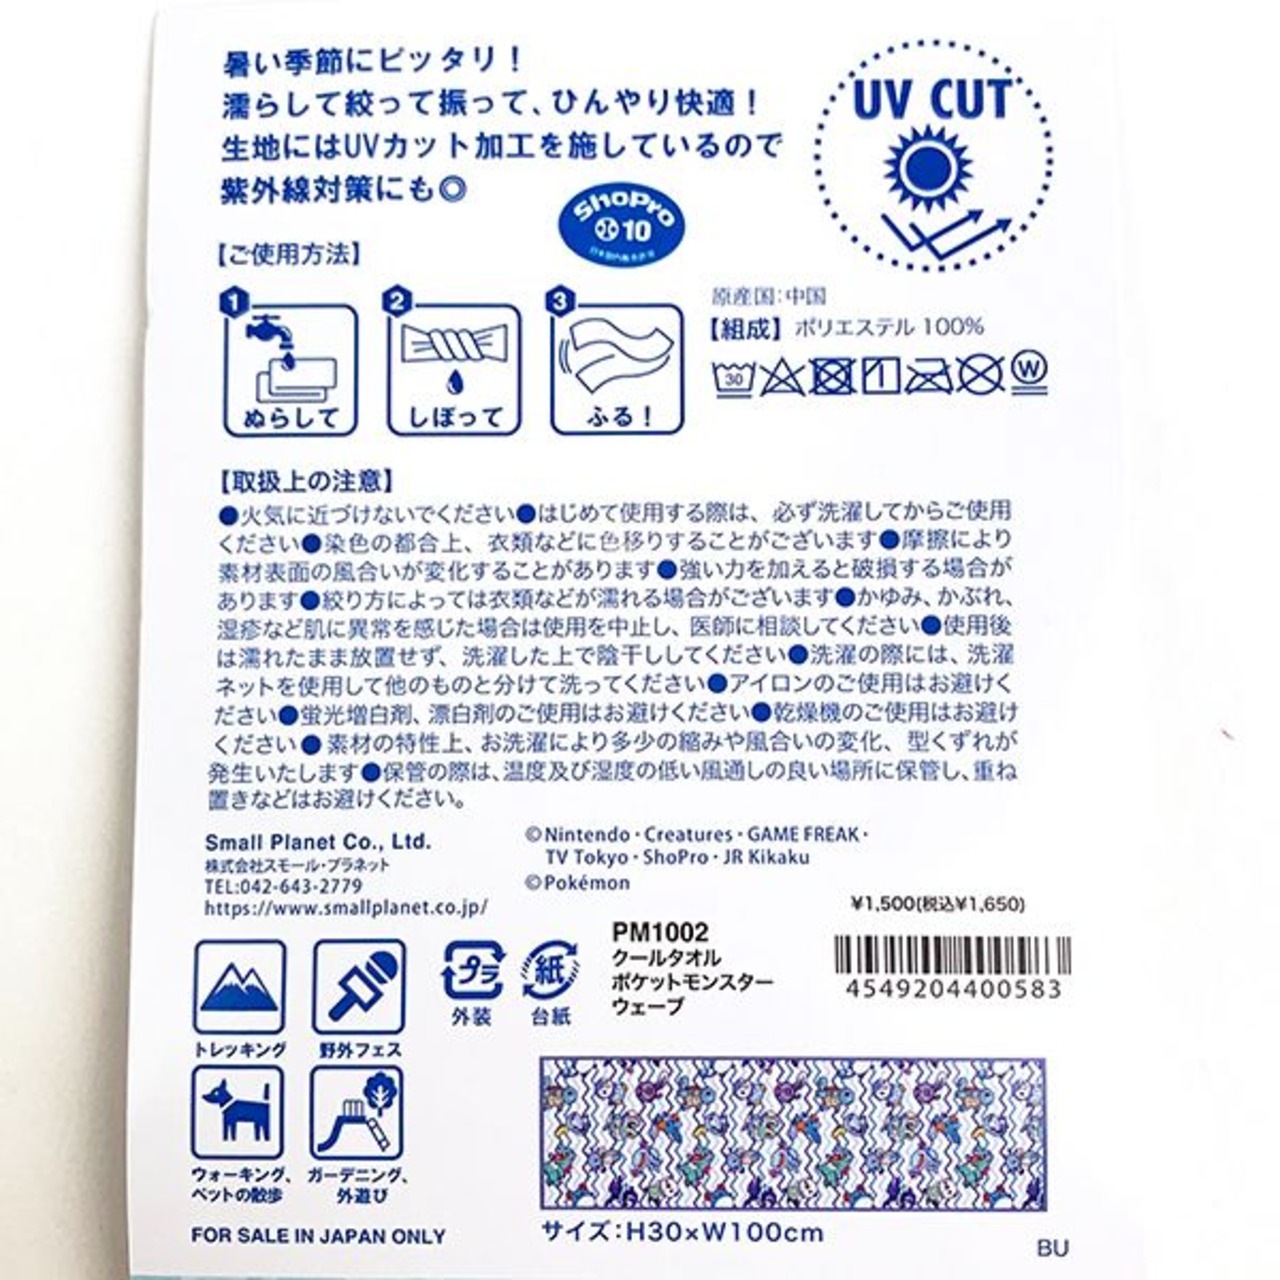 暑い季節にピッタリ！
濡らして絞って振って、ひんやり快適！
生地にはUVカット加工を施しているので
紫外線対策にも◎
UV CUT
ShoPro
10
【ご使用方法】
1
ぬらして
2
しぼって
3
ふる！
原産国：中国
【組成】ポリエステル 100%
30
W
【取扱上の注意】
●火気に近づけないでください●はじめて使用する際は、必ず洗濯してからご使用
ください●染色の都合上、衣類などに色移りすることがございます●摩擦により
素材表面の風合いが変化することがあります●強い力を加えると破損する場合が
あります●絞り方によっては衣類などが濡れる場合がございます●かゆみ、かぶれ、
湿疹など肌に異常を感じた場合は使用を中止し、医師に相談してください●使用後
は濡れたまま放置せず、洗濯した上で陰干ししてください●洗濯の際には、洗濯
ネットを使用して他のものと分けて洗ってください●アイロンのご使用はお避けく
ださい●蛍光増白剤、漂白剤のご使用はお避けください●乾燥機のご使用はお避け
ください●素材の特性上、お洗濯により多少の縮みや風合いの変化、型くずれが
発生いたします●保管の際は、温度及び湿度の低い風通しの良い場所に保管し、重ね
置きなどはお避けください。
Small Planet Co., Ltd.
株式会社スモール・プラネット
TEL:042-643-2779
https://www.smallplanet.co.jp/
©Nintendo・Creatures・GAME FREAK・
TV Tokyo・ShoPro・JR Kikaku
©Pokémon
¥1,500(税込¥1,650)
PM1002
クールタオル
ポケットモンスター
ウェーブ
4549204400583
プラ
外装
紙
台紙
トレッキング
野外フェス
ウォーキング、
ペットの散歩
ガーデニング、
外遊び
FOR SALE IN JAPAN ONLY
サイズ：H30×W100cm
BU